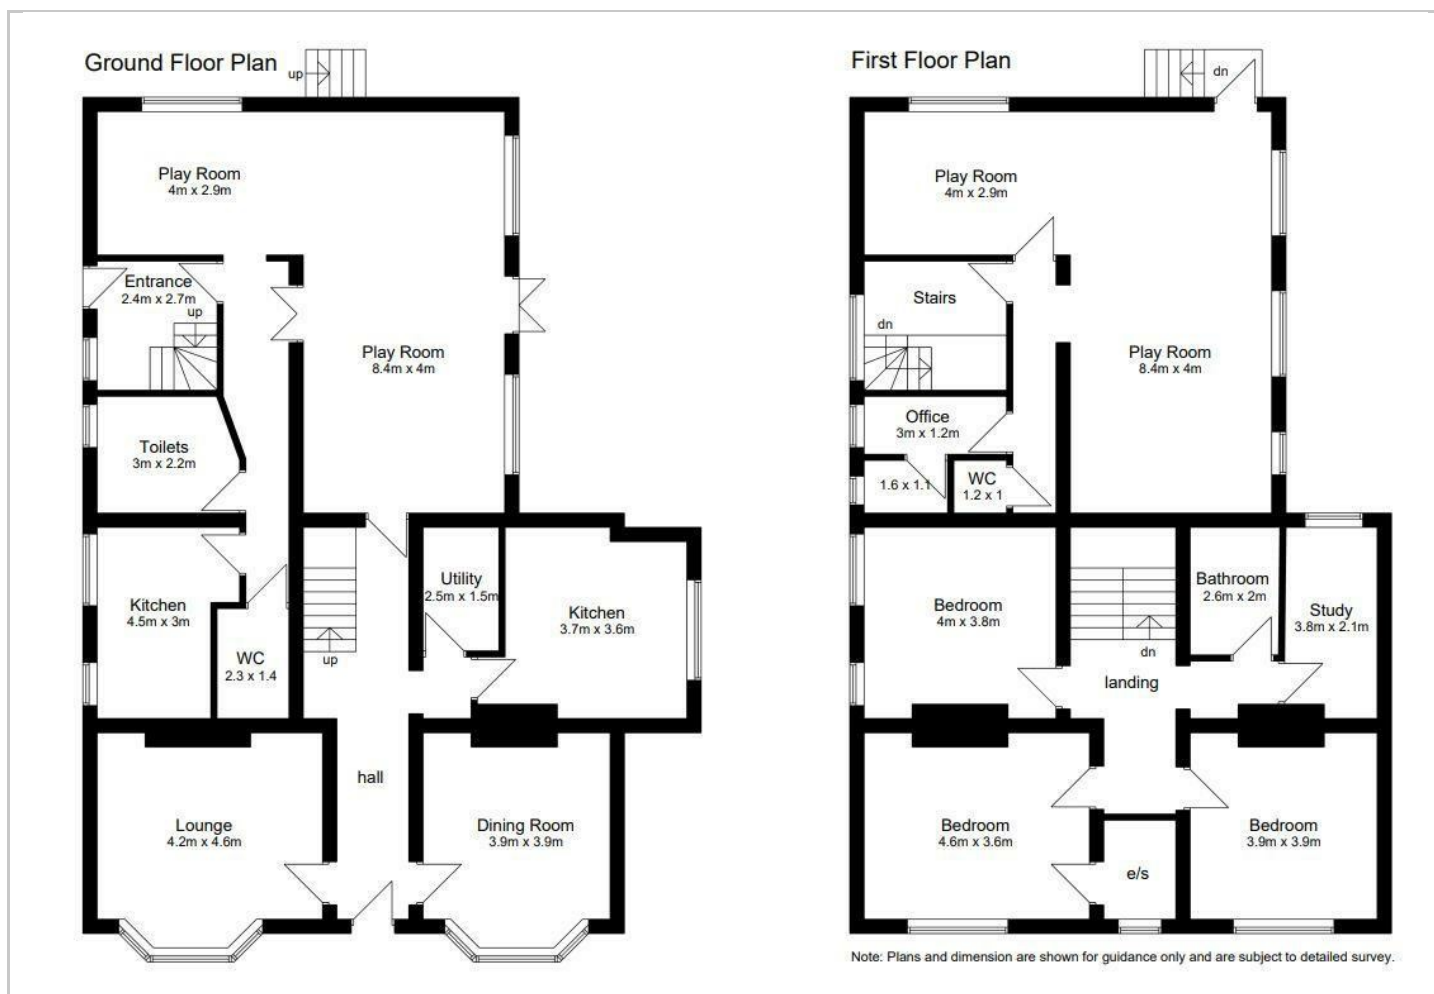 Ground Floor Plan
up
Play Room
4m x 2.9m
Entrance
2.4m x 2.7m
up
Play Room
8.4m x 4m
Toilets
3m x 2.2m
Kitchen
4.5m x 3m
WC
2.3 x 1.4
up
Utility
2.5m x 1.5m
Kitchen
3.7m x 3.6m
hall
Lounge
4.2m x 4.6m
Dining Room
3.9m x 3.9m
First Floor Plan
dn
Play Room
4m x 2.9m
Stairs
dn
Play Room
8.4m x 4m
Office
3m x 1.2m
1.6 x 1.1
WC
1.2 x 1
Bedroom
4m x 3.8m
Bathroom
2.6m x 2m
Study
3.8m x 2.1m
dn
landing
Bedroom
4.6m x 3.6m
Bedroom
3.9m x 3.9m
e/s
Note: Plans and dimension are shown for guidance only and are subject to detailed survey.